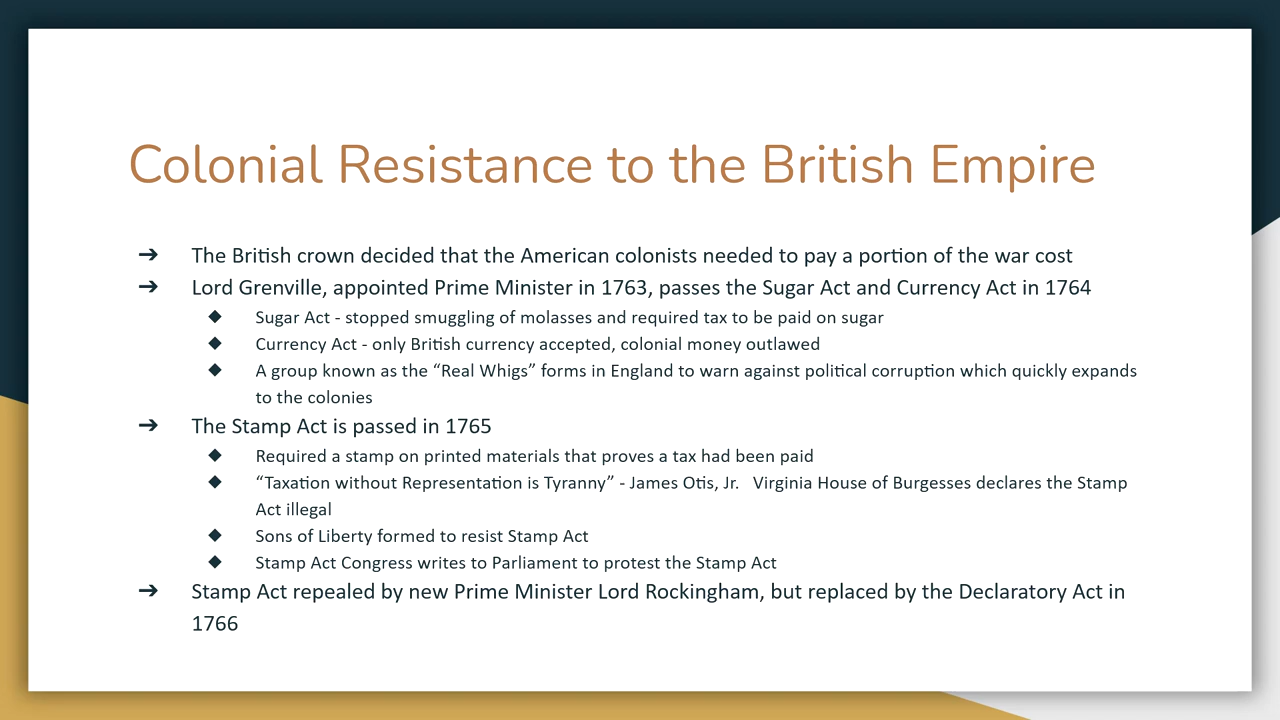 Colonial Resistance to the British Empire
➔ The British crown decided that the American colonists needed to pay a portion of the war cost
➔ Lord Grenville, appointed Prime Minister in 1763, passes the Sugar Act and Currency Act in 1764
◆ Sugar Act - stopped smuggling of molasses and required tax to be paid on sugar
◆ Currency Act - only British currency accepted, colonial money outlawed
◆ A group known as the “Real Whigs” forms in England to warn against political corruption which quickly expands
to the colonies
➔ The Stamp Act is passed in 1765
◆ Required a stamp on printed materials that proves a tax had been paid
◆ “Taxation without Representation is Tyranny” - James Otis, Jr.   Virginia House of Burgesses declares the Stamp
Act illegal
◆ Sons of Liberty formed to resist Stamp Act
◆ Stamp Act Congress writes to Parliament to protest the Stamp Act
➔ Stamp Act repealed by new Prime Minister Lord Rockingham, but replaced by the Declaratory Act in
1766